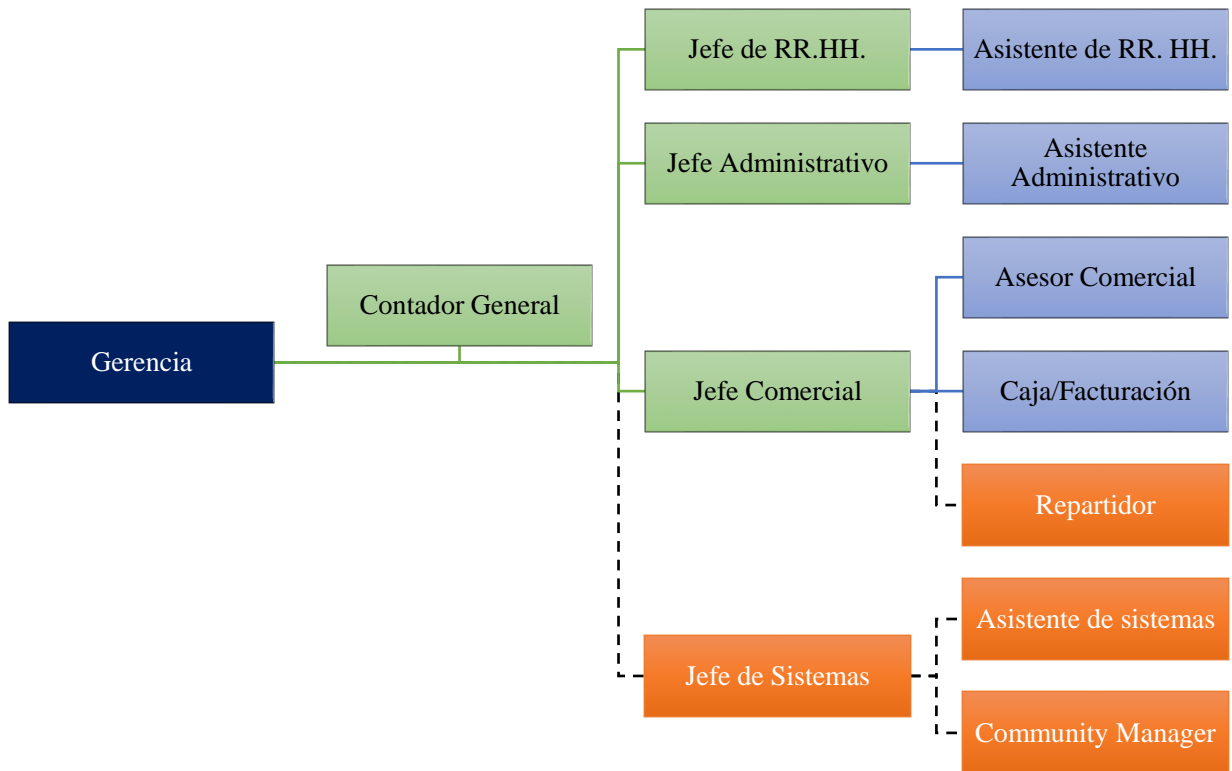 Gerencia
Contador General
Jefe de RR.HH.
Asistente de RR. HH.
Jefe Administrativo
Asistente
Administrativo
Jefe Comercial
Asesor Comercial
Caja/Facturación
Repartidor
Jefe de Sistemas
Asistente de sistemas
Community Manager